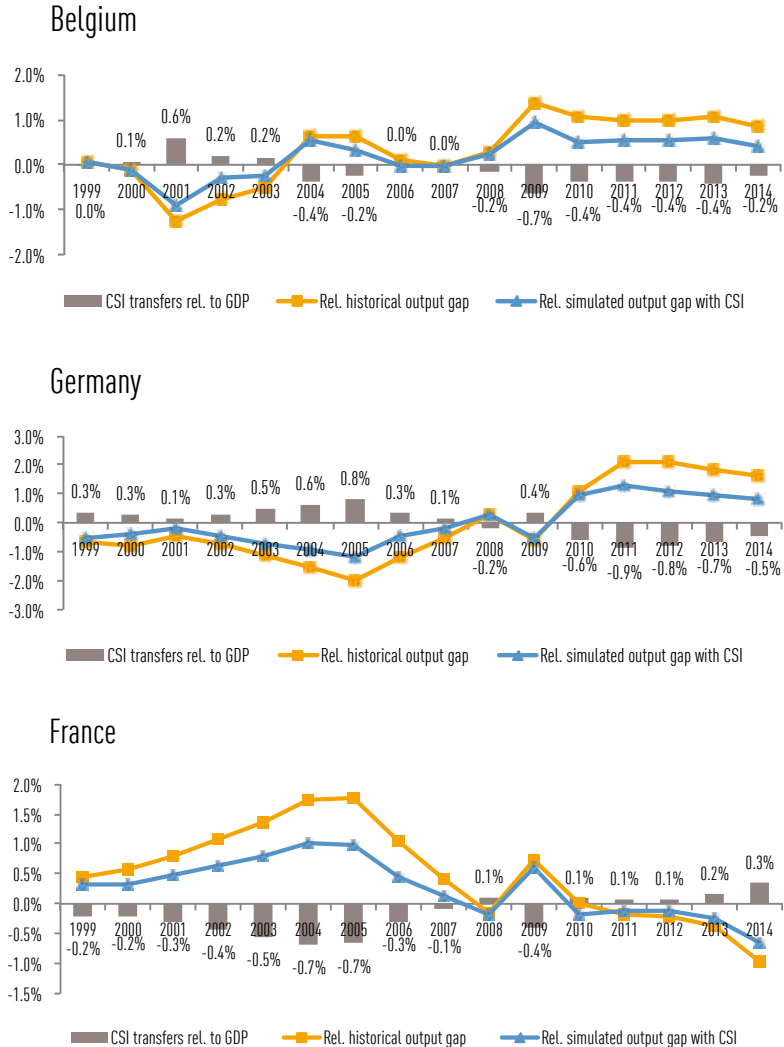 Belgium
2.0%
1.0%
0.0%
-1.0%
-2.0%
0.1% 0.6% 0.2% 0.2% 0.0% 0.0%
1999 2000 2001 2002 2003 2004 2005 2006 2007 2008 2009 2010 2011 2012 2013 2014
0.0% -0.4% -0.2% -0.2% -0.7% -0.4% -0.4% -0.4% -0.4% -0.2%
CSI transfers rel. to GDP Rel. historical output gap Rel. simulated output gap with CSI
Germany
3.0%
2.0%
1.0%
0.0%
-1.0%
-2.0%
-3.0%
0.3% 0.3% 0.1% 0.3% 0.5% 0.6% 0.8% 0.3% 0.1% 0.4%
1999 2000 2001 2002 2003 2004 2005 2006 2007 2008 2009 2010 2011 2012 2013 2014
-0.2% -0.6% -0.9% -0.8% -0.7% -0.5%
CSI transfers rel. to GDP Rel. historical output gap Rel. simulated output gap with CSI
France
2.0%
1.5%
1.0%
0.5%
0.0%
-0.5%
-1.0%
-1.5%
0.1% 0.1% 0.1% 0.1% 0.2% 0.3%
1999 2000 2001 2002 2003 2004 2005 2006 2007 2008 2009 2010 2011 2012 2013 2014
-0.2% -0.2% -0.3% -0.4% -0.5% -0.7% -0.7% -0.3% -0.1% -0.4%
CSI transfers rel. to GDP Rel. historical output gap Rel. simulated output gap with CSI